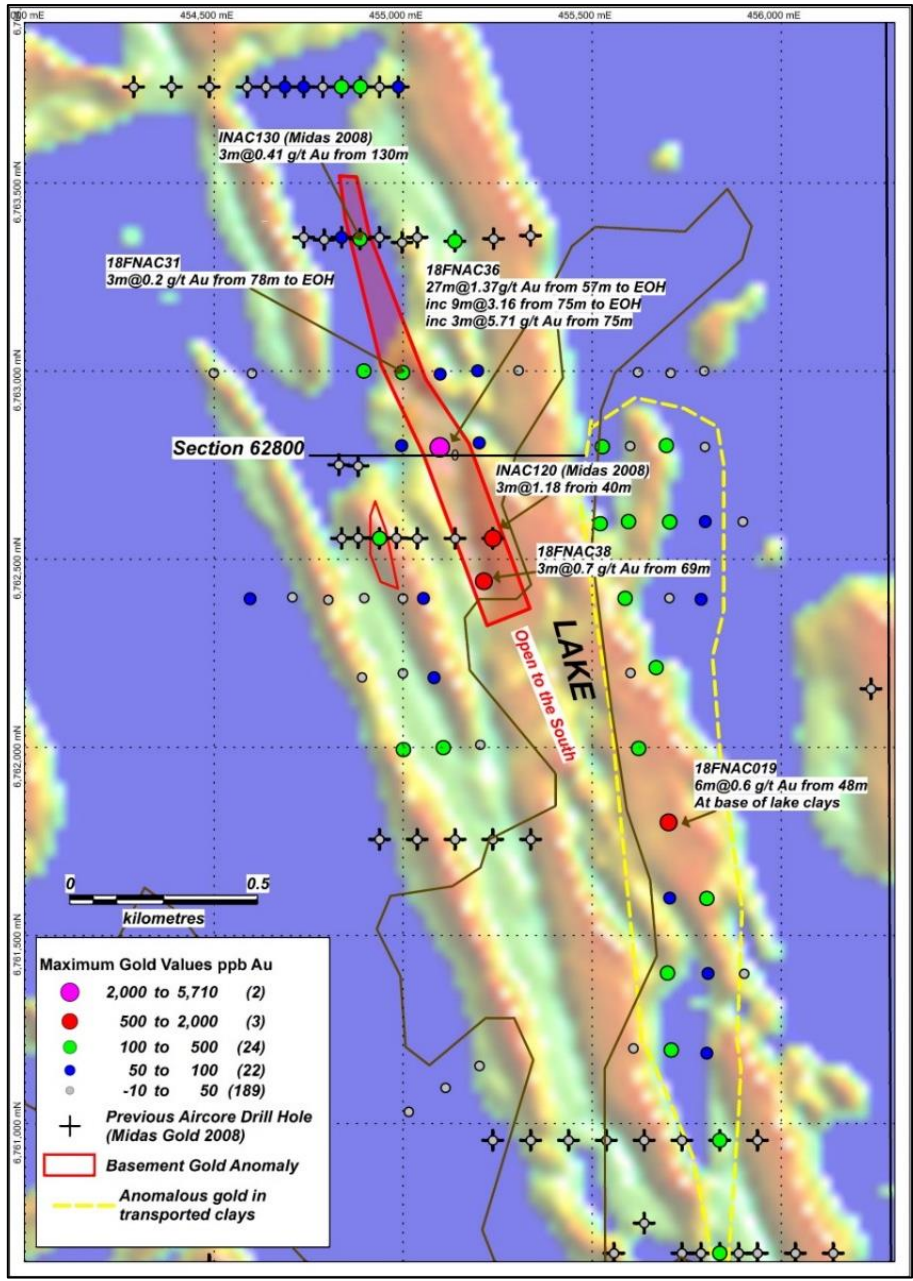 454,500 mE
455,000 mE
455,500 mE
456,000 mE
6,763,500 mN
6,763,000 mN
6,762,500 mN
6,762,000 mN
6,761,500 mN
6,761,000 mN
INAC130 (Midas 2008)
3m@0.41 g/t Au from 130m
18FNAC31
3m@0.2 g/t Au from 78m to EOH
18FNAC36
27m@1.37g/t Au from 57m to EOH
inc 9m@3.16 from 75m to EOH
inc 3m@5.71 g/t Au from 75m
Section 62800
0
INAC120 (Midas 2008)
3m@1.18 from 40m
18FNAC38
3m@0.7 g/t Au from 69m
LAKE
Open to the South
18FNAC019
6m@0.6 g/t Au from 48m
At base of lake clays
0 0.5
kilometres
Maximum Gold Values ppb Au
2,000 to 5,710 (2)
500 to 2,000 (3)
100 to 500 (24)
50 to 100 (22)
-10 to 50 (189)
Previous Aircore Drill Hole
(Midas Gold 2008)
Basement Gold Anomaly
Anomalous gold in
transported clays